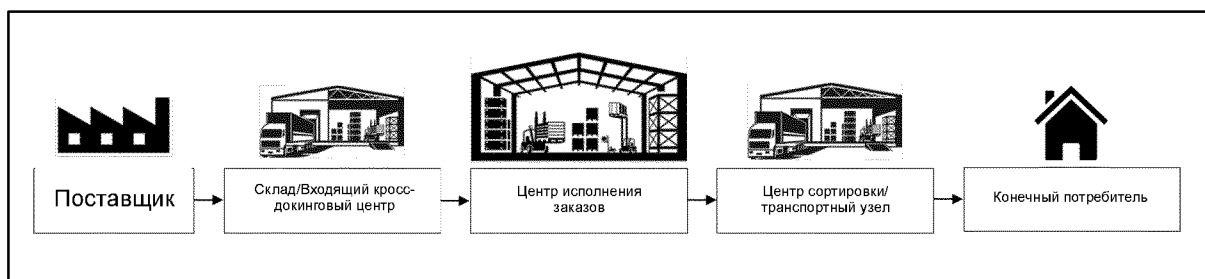 Поставщик
Склад/Входящий кросс-
докинговый центр
Центр исполнения
заказов
Центр сортировки/
транспортный узел
Конечный потребитель